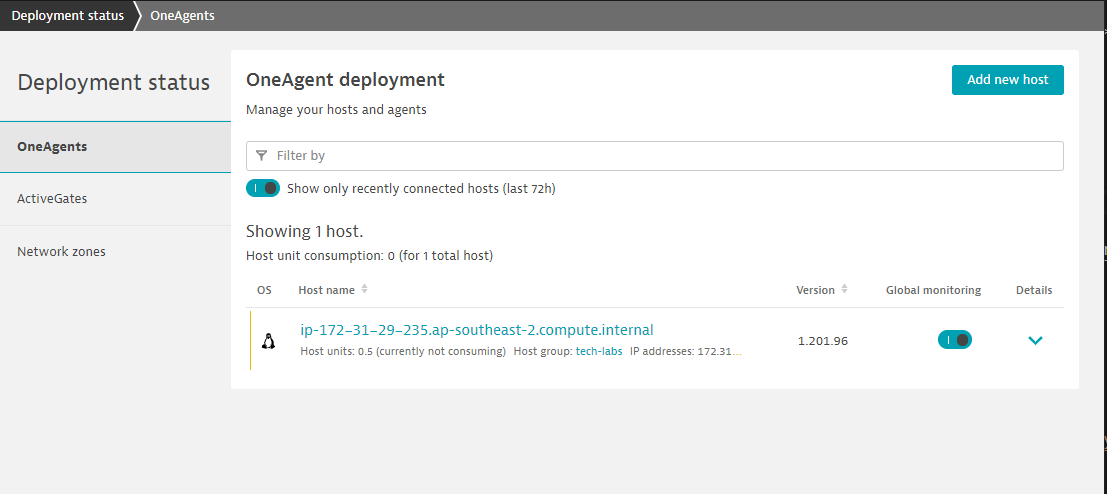 Deployment status OneAgents
Deployment status
OneAgents
ActiveGates
Network zones
OneAgent deployment
Add new host
Manage your hosts and agents
Filter by
Show only recently connected hosts (last 72h)
Showing 1 host.
Host unit consumption: 0 (for 1 total host)
OS Host name Version Global monitoring Details
ip-172-31-29-235.ap-southeast-2.compute.internal
Host units: 0.5 (currently not consuming) Host group: tech-labs IP addresses: 172.31...
1.201.96